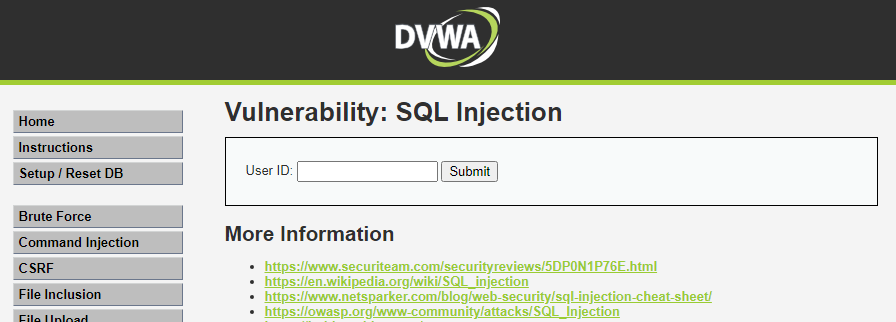 DVWA
Vulnerability: SQL Injection
Home
Instructions
Setup / Reset DB
Brute Force
Command Injection
CSRF
File Inclusion
File Upload
User ID:
Submit
More Information
https://www.securiteam.com/securityreviews/5DP0N1P76E.html
https://en.wikipedia.org/wiki/SQL_injection
https://www.netsparker.com/blog/web-security/sql-injection-cheat-sheet/
https://owasp.org/www-community/attacks/SQL_Injection